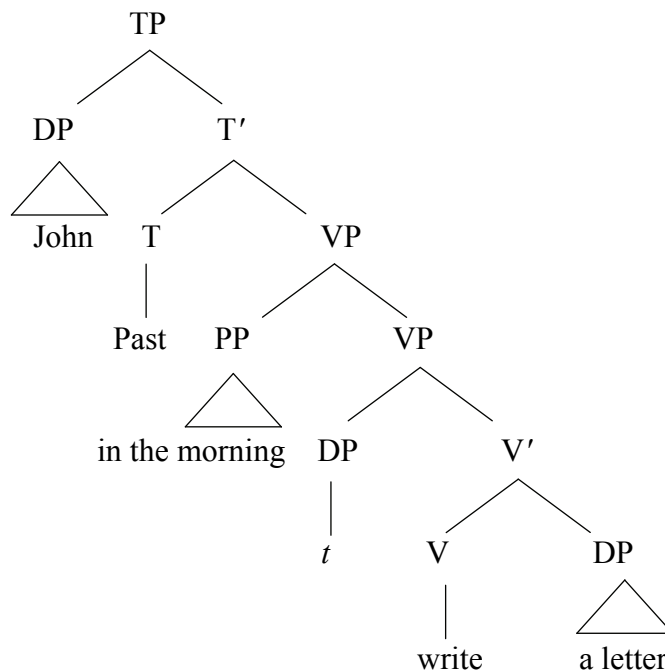 TP
DP T′
John T VP
Past PP VP
in the morning DP V′
t V DP
write a letter